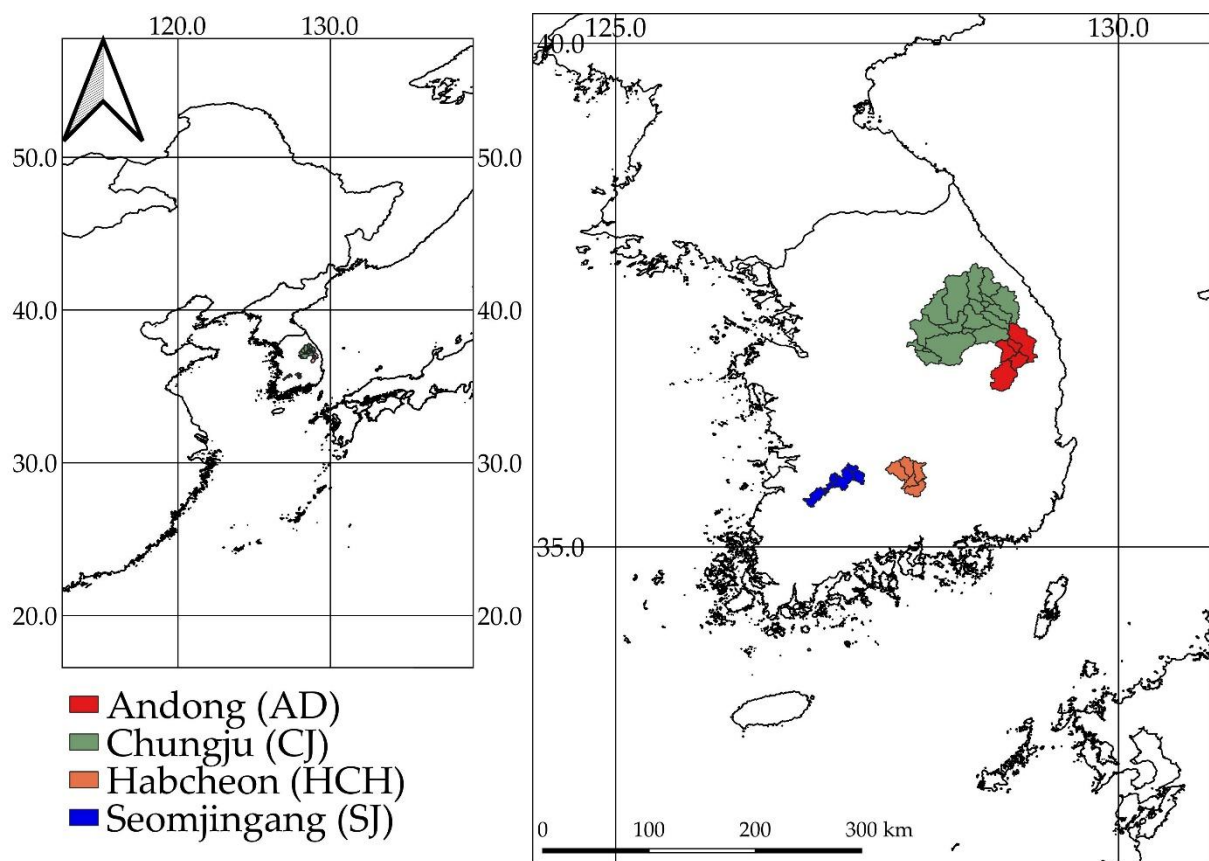 120.0 130.0
50.0 50.0
40.0 40.0
30.0 30.0
20.0 20.0
125.0 130.0
40.0
35.0
Andong (AD)
Chungju (CJ)
Habcheon (HCH)
Seomjingang (SJ)
0 100 200 300 km